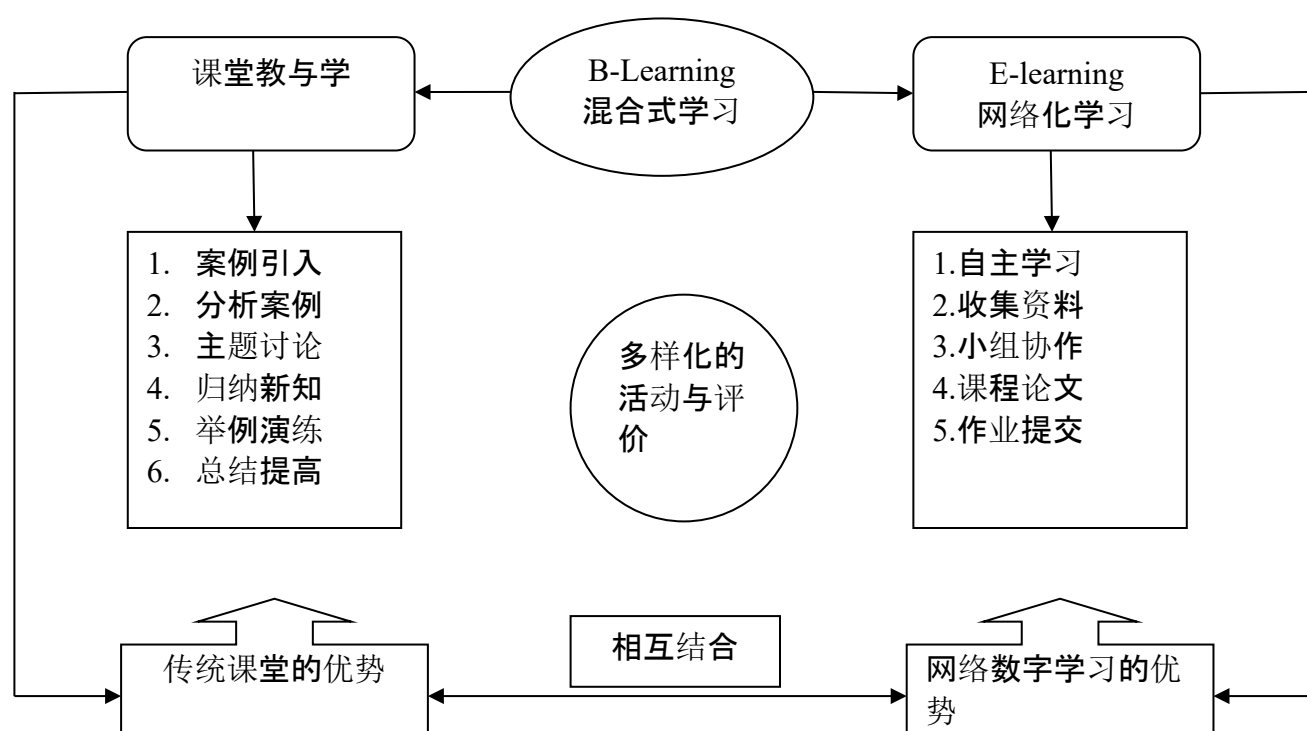 课堂教与学
B-Learning
混合式学习
E-learning
网络化学习
1. 案例引入
2. 分析案例
3. 主题讨论
4. 归纳新知
5. 举例演练
6. 总结提高
多样化的
活动与评
价
1.自主学习
2.收集资料
3.小组协作
4.课程论文
5.作业提交
传统课堂的优势
相互结合
网络数字学习的优
势